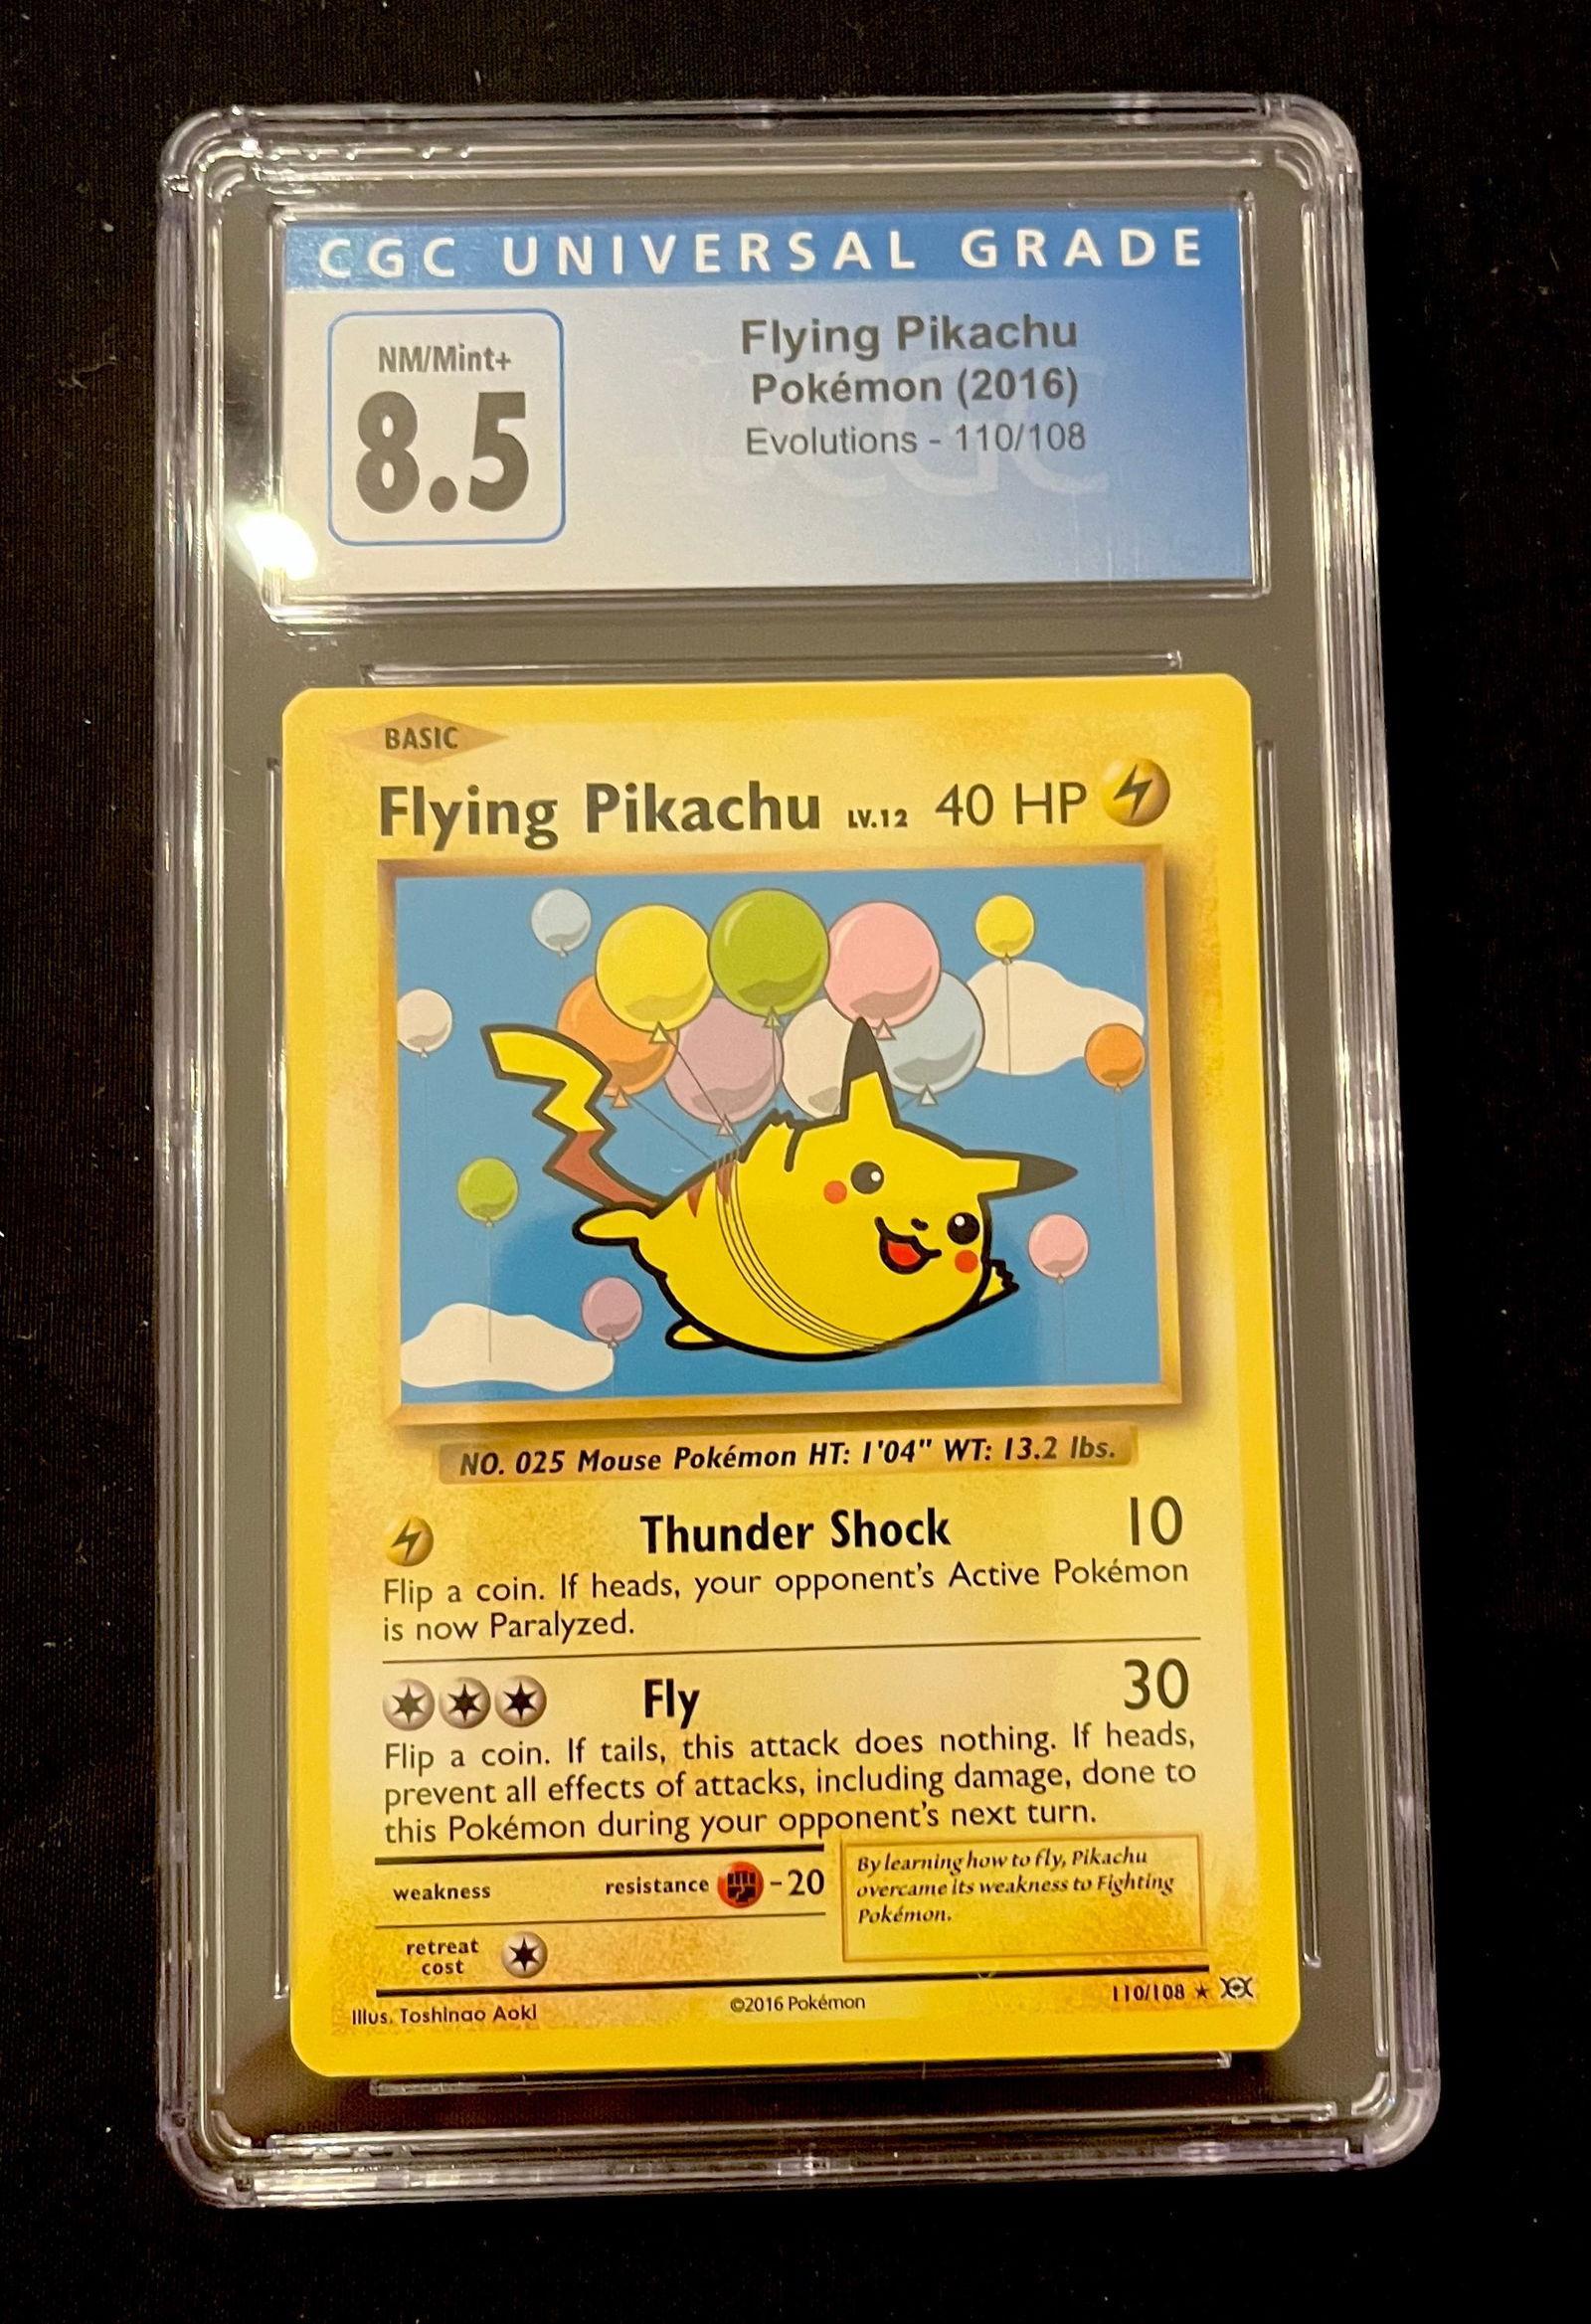 CGC UNIVERSAL GRADE
NM/Mint+
8.5
Flying Pikachu
Pokémon (2016)
Evolutions - 110/108
CGC
BASIC
Flying Pikachu LV.12 40 HP
NO. 025 Mouse Pokémon HT: 1'04" WT: 13.2 lbs.
Thunder Shock 10
Flip a coin. If heads, your opponent's Active Pokémon
is now Paralyzed.
Fly 30
Flip a coin. If tails, this attack does nothing. If heads,
prevent all effects of attacks, including damage, done to
this Pokémon during your opponent's next turn.
weakness resistance -20
retreat
cost
By learning how to fly, Pikachu
overcame its weakness to Fighting
Pokémon.
Illus. Toshinao Aoki ©2016 Pokémon 110/108 ★